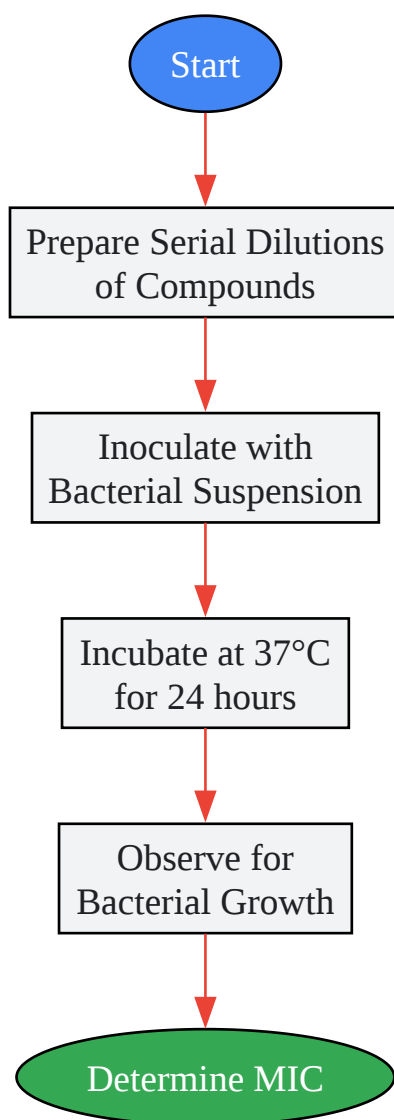 Start
Prepare Serial Dilutions
of Compounds
Inoculate with
Bacterial Suspension
Incubate at 37°C
for 24 hours
Observe for
Bacterial Growth
Determine MIC